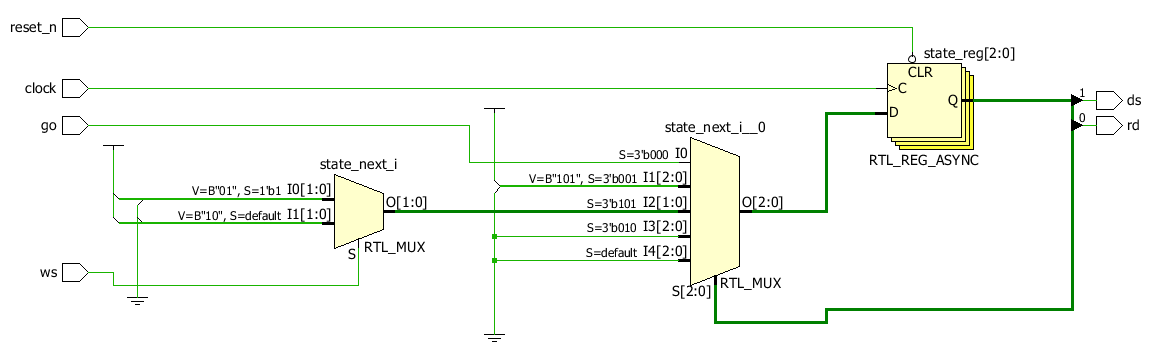 reset_n
state_reg[2:0]
CLR
clock
C
Q
1
ds
go
D
0
rd
state_next_i__0
S=3'b000 I0
RTL_REG_ASYNC
state_next_i
V=B"101", S=3'b001 I1[2:0]
V=B"01", S=1'b1 I0[1:0]
O[1:0]
S=3'b101 I2[1:0]
O[2:0]
V=B"10", S=default I1[1:0]
S=3'b010 I3[2:0]
S
RTL_MUX
S=default I4[2:0]
ws
S[2:0]
RTL_MUX